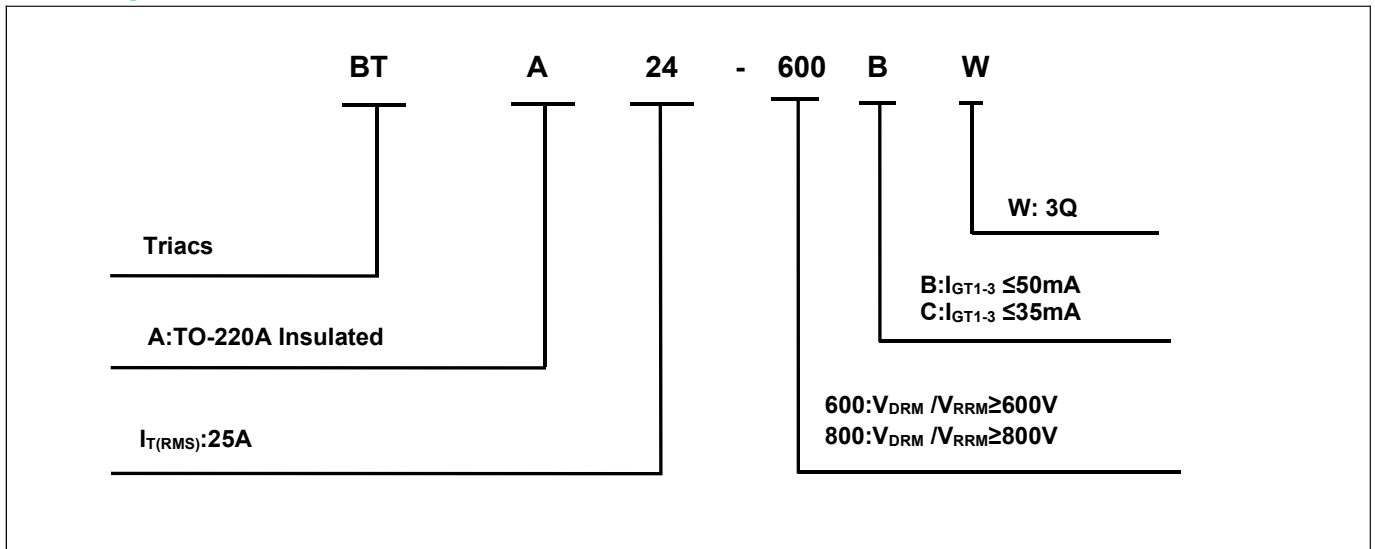 BT A 24 - 600 B W
W: 3Q
Triacs
B:IGT1-3 ≤50mA
C:IGT1-3 ≤35mA
A:TO-220A Insulated
600:VDRM /VRRM≥600V
800:VDRM /VRRM≥800V
IT(RMS):25A